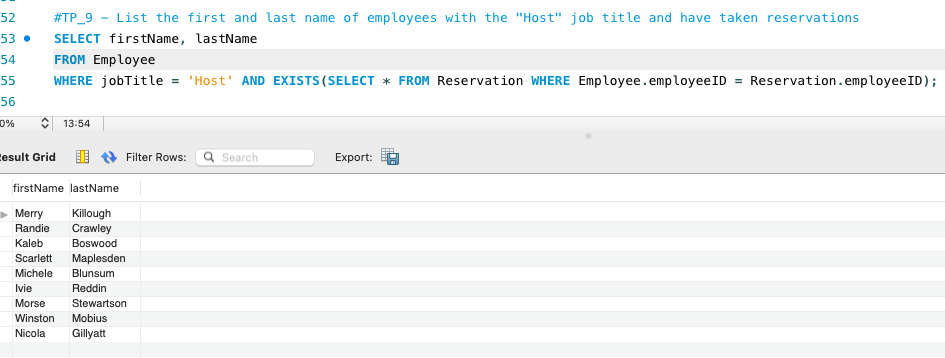 52 #TP_9 - List the first and last name of employees with the "Host" job title and have taken reservations
53 SELECT firstName, lastName
54 FROM Employee
55 WHERE jobTitle = 'Host' AND EXISTS(SELECT * FROM Reservation WHERE Employee.employeeID = Reservation.employeeID);
56
0% 13:54
esult Grid Filter Rows: Search Export:
firstName lastName
Merry Killough
Randie Crawley
Kaleb Boswood
Scarlett Maplesden
Michele Blunsum
Ivie Reddin
Morse Stewartson
Winston Mobius
Nicola Gillyatt